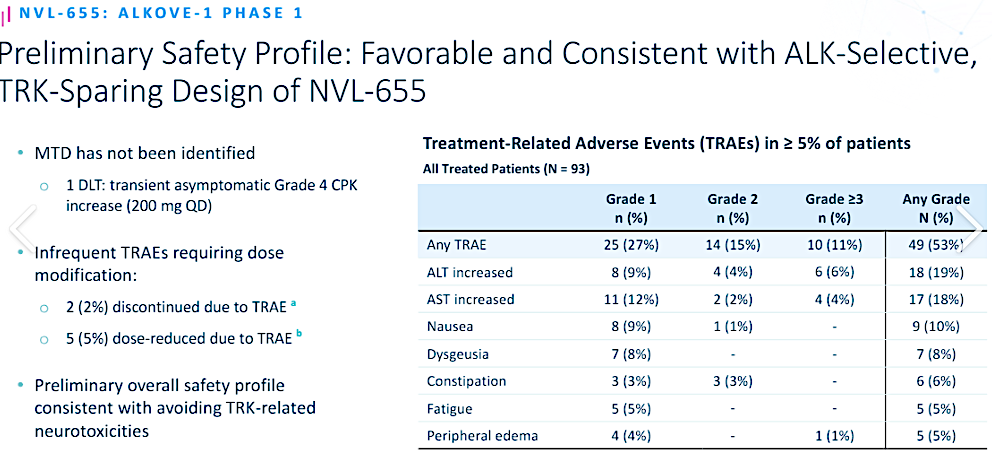 NVL-655: ALKOVE-1 PHASE 1
Preliminary Safety Profile: Favorable and Consistent with ALK-Selective,
TRK-Sparing Design of NVL-655
• MTD has not been identified
o 1 DLT: transient asymptomatic Grade 4 CPK
increase (200 mg QD)
• Infrequent TRAEs requiring dose
modification:
o 2 (2%) discontinued due to TRAE a
o 5 (5%) dose-reduced due to TRAE b
• Preliminary overall safety profile
consistent with avoiding TRK-related
neurotoxicities
Treatment-Related Adverse Events (TRAEs) in ≥ 5% of patients
All Treated Patients (N = 93)
Grade 1 Grade 2 Grade ≥3 Any Grade
n (%) n (%) n (%) N (%)
Any TRAE 25 (27%) 14 (15%) 10 (11%) 49 (53%)
ALT increased 8 (9%) 4 (4%) 6 (6%) 18 (19%)
AST increased 11 (12%) 2 (2%) 4 (4%) 17 (18%)
Nausea 8 (9%) 1 (1%) - 9 (10%)
Dysgeusia 7 (8%) - - 7 (8%)
Constipation 3 (3%) 3 (3%) - 6 (6%)
Fatigue 5 (5%) - - 5 (5%)
Peripheral edema 4 (4%) - 1 (1%) 5 (5%)